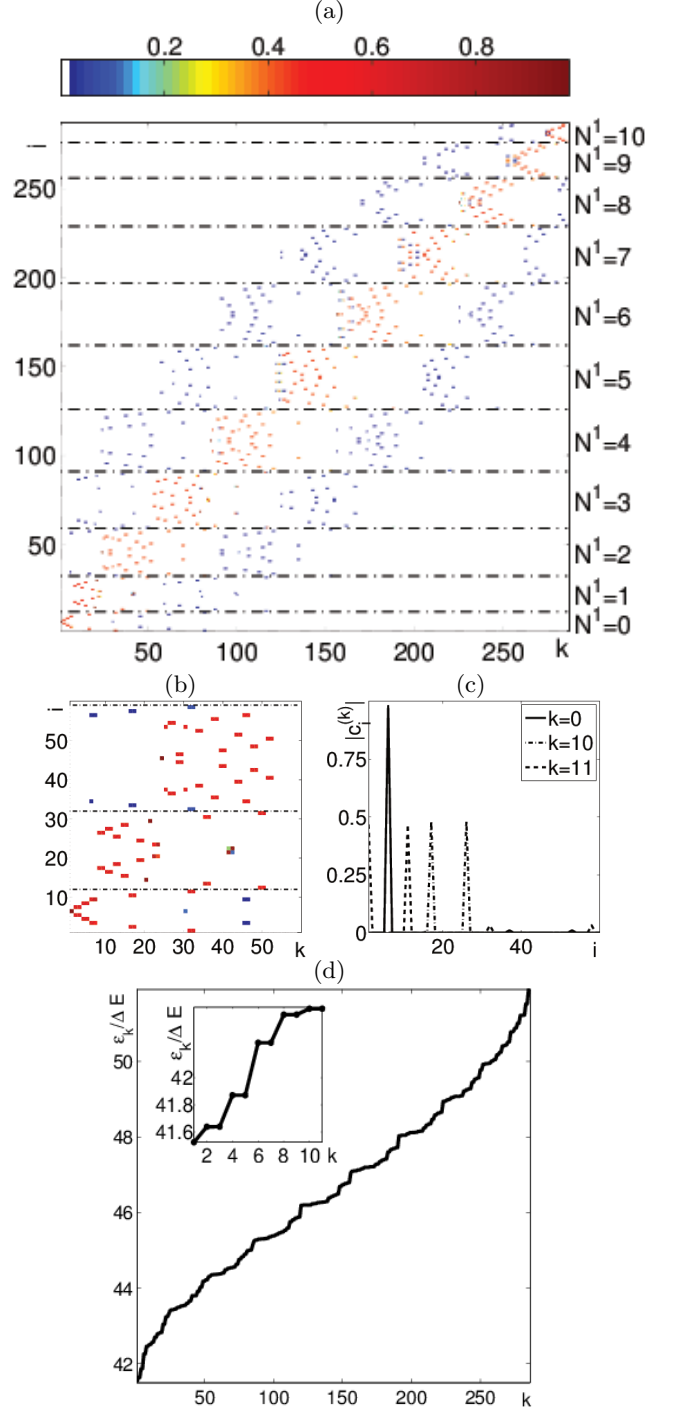 (a)
0.2 0.4 0.6 0.8
i
N¹=10
N¹=9
250
N¹=8
N¹=7
200
N¹=6
150
N¹=5
N¹=4
100
N¹=3
50
N¹=2
N¹=1
N¹=0
50 100 150 200 250 k
(b) (c)
i
50
40
30
20
10
10 20 30 40 50 k
|c_i^(k)|
0.75
0.5
0.25
0
k=0
k=10
k=11
20 40 i
(d)
ε_k/Δ E
50
48
46
44
42
50 100 150 200 250 k
ε_k/Δ E
42
41.8
41.6
2 4 6 8 10 k